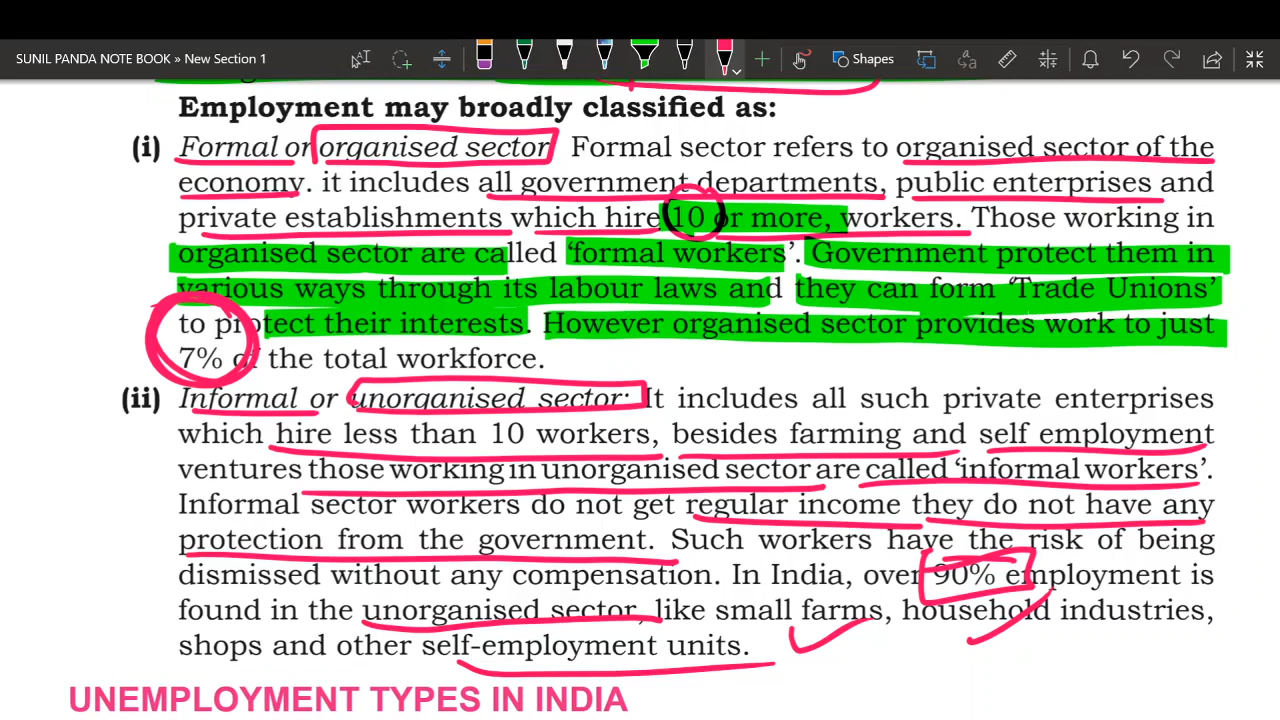 SUNIL PANDA NOTE BOOK » New Section 1
Shapes
Employment may broadly classified as:
(i) Formal or organised sector Formal sector refers to organised sector of the
economy. it includes all government departments, public enterprises and
private establishments which hire 10 or more, workers. Those working in
organised sector are called ‘formal workers’. Government protect them in
various ways through its labour laws and they can form ‘Trade Unions’
to protect their interests. However organised sector provides work to just
7% of the total workforce.
(ii) Informal or unorganised sector: It includes all such private enterprises
which hire less than 10 workers, besides farming and self employment
ventures those working in unorganised sector are called ‘informal workers’.
Informal sector workers do not get regular income they do not have any
protection from the government. Such workers have the risk of being
dismissed without any compensation. In India, over 90% employment is
found in the unorganised sector, like small farms, household industries,
shops and other self-employment units.
UNEMPLOYMENT TYPES IN INDIA